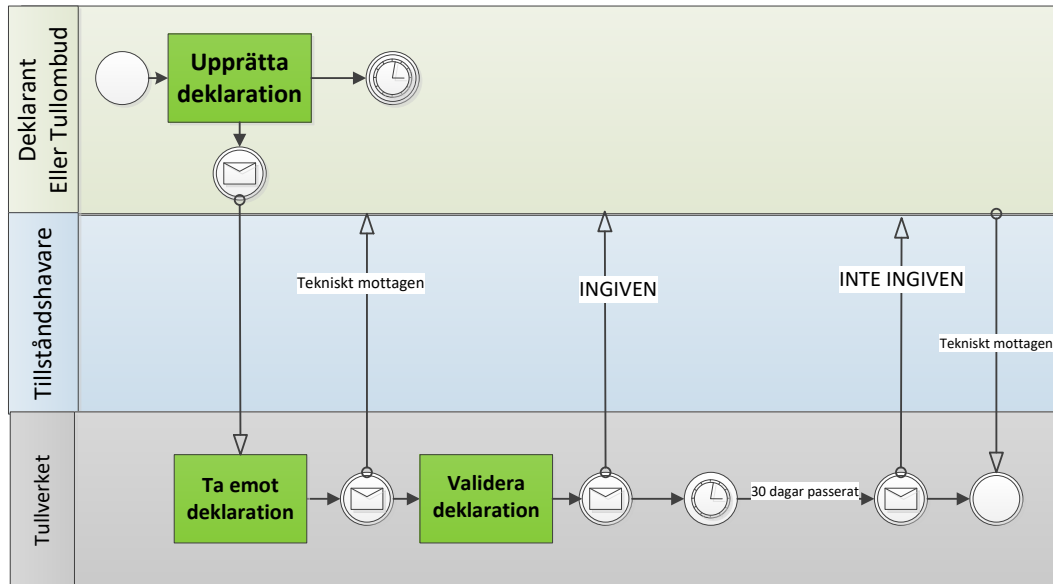 Deklarant
Eller Tullombud
Upprätta
deklaration
Tillståndshavare
Tekniskt mottagen
INGIVEN
INTE INGIVEN
Tekniskt mottagen
Tullverket
Ta emot
deklaration
Validera
deklaration
30 dagar passerat